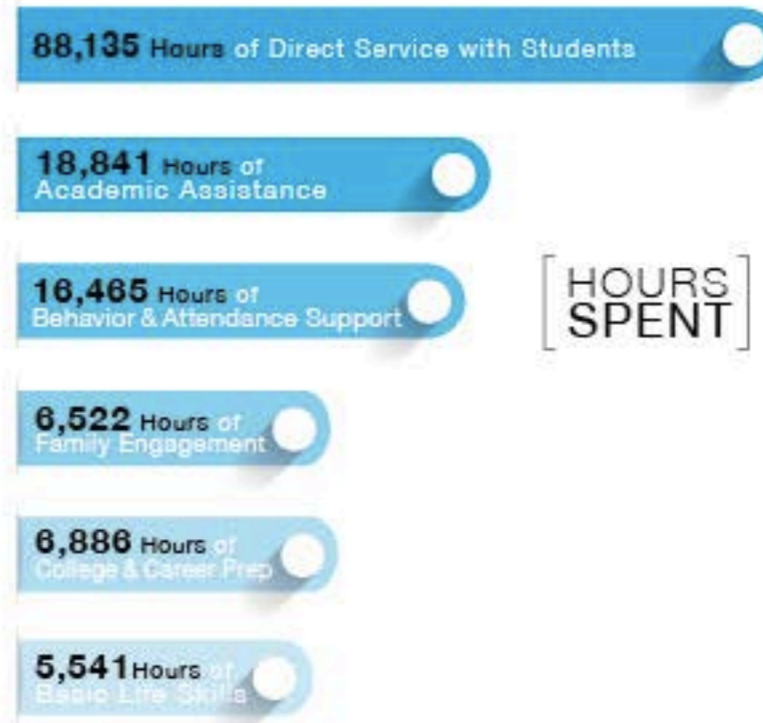 88,135 Hours of Direct Service with Students
18,841 Hours of
Academic Assistance
16,465 Hours of
Behavior & Attendance Support
HOURS
SPENT
6,522 Hours of
Family Engagement
6,886 Hours of
College & Career Prep
5,541 Hours of
Basic Life Skills